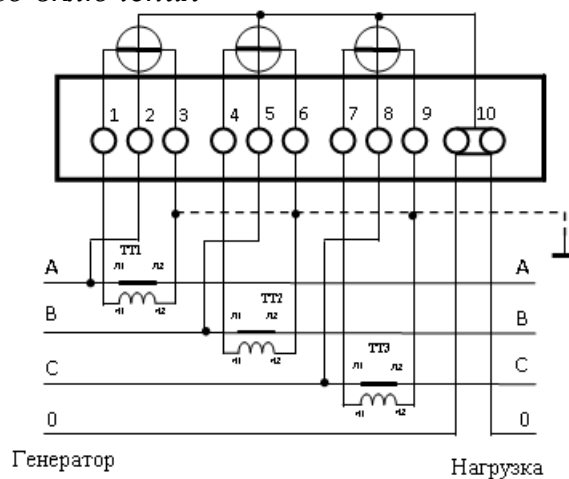 1 2 3 4 5 6 7 8 9 10
ТТ1
Л1 Л2
А А
И1 И2
ТТ2
Л1 Л2
В В
И1 И2
ТТ3
Л1 Л2
С С
И1 И2
0 0
Генератор
Нагрузка